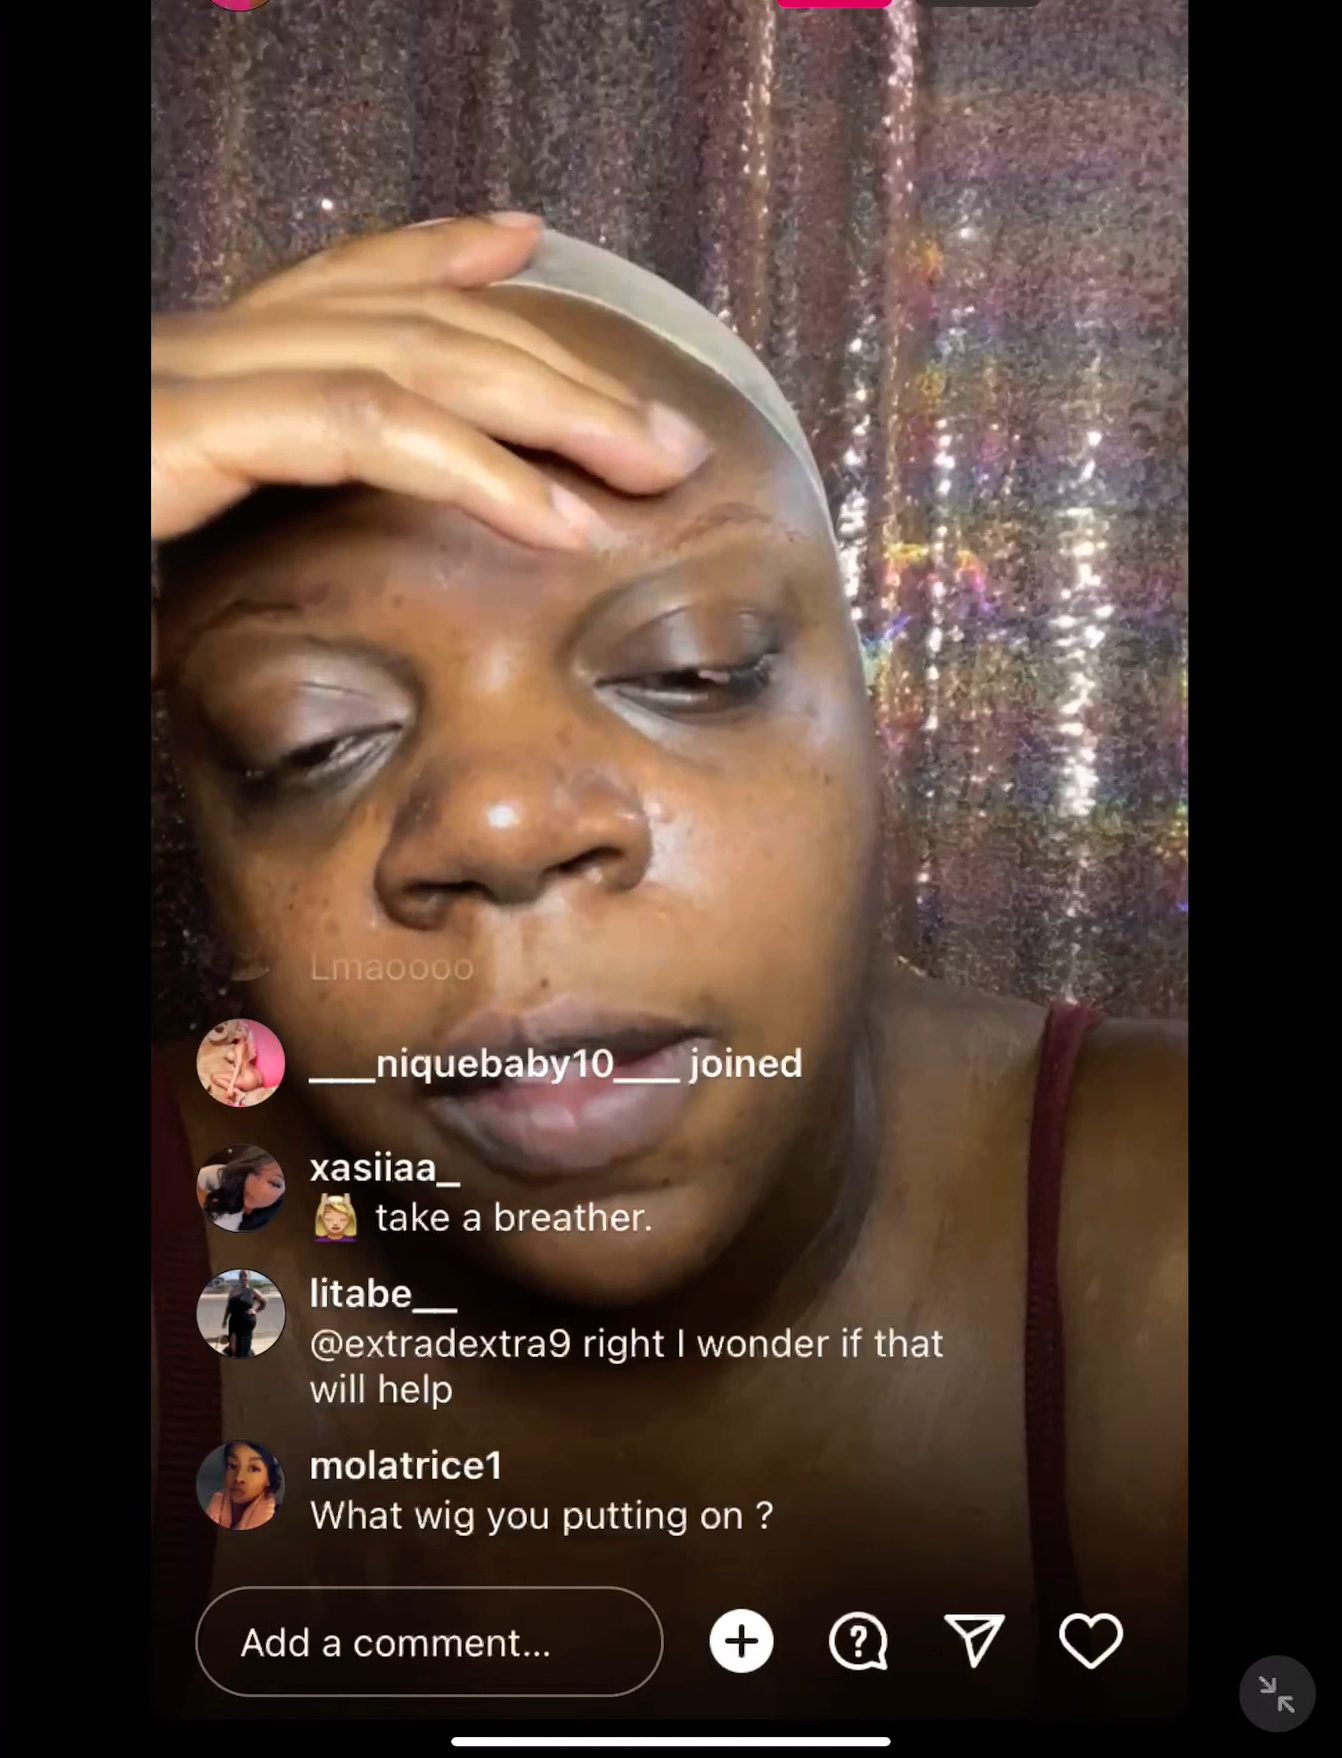 Lmaoooo
___niquebaby10___ joined
xasiiaa_
💆🏼‍♀️ take a breather.
litabe__
@extradextra9 right I wonder if that
will help
molatrice1
What wig you putting on ?
Add a comment...